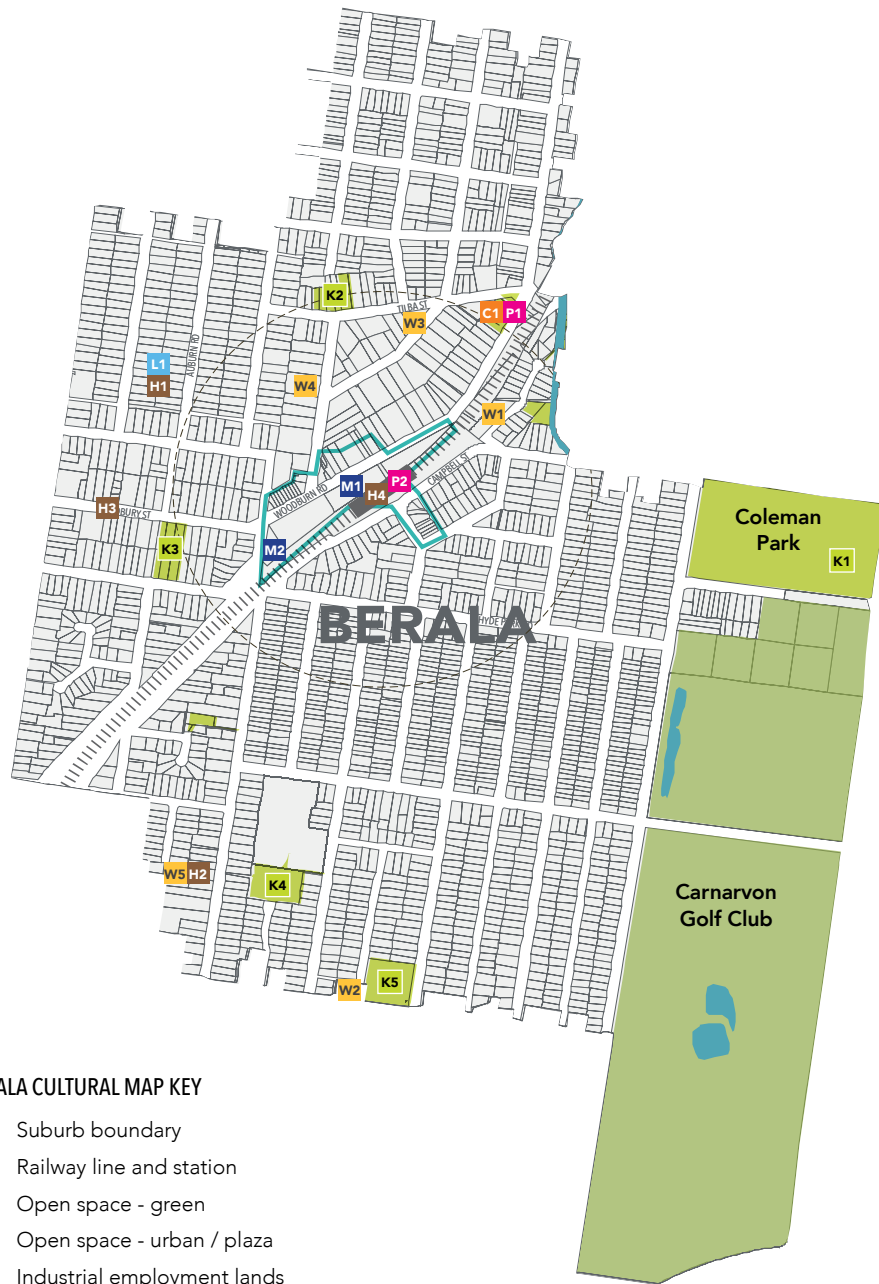 K2
TILBA ST
C1 P1
W3
AUBURN RD
L1
H1
W4
W1
CAMPBELL ST
P2
M1
H4
WOODBURN RD
H3
BURY ST
K3
M2
Coleman
Park
K1
HYDE PARK
BERALA
W5 H2
K4
Carnarvon
Golf Club
K5
W2
ALA CULTURAL MAP KEY
Suburb boundary
Railway line and station
Open space - green
Open space - urban / plaza
Industrial employment lands